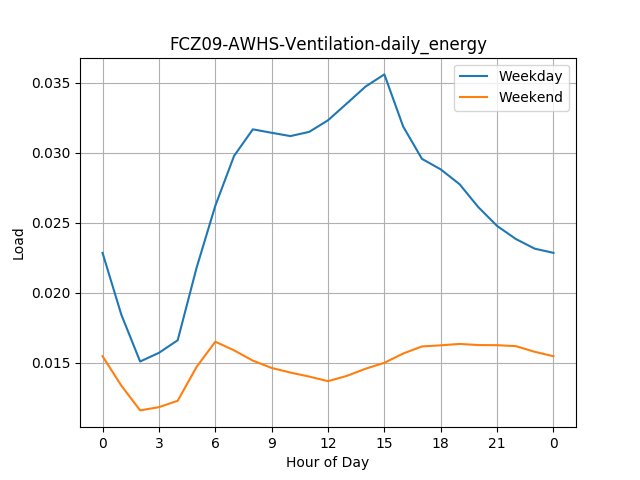 FCZ09-AWHS-Ventilation-daily_energy
Weekday
Weekend
0.035
0.030
0.025
0.020
0.015
Load
0 3 6 9 12 15 18 21 0
Hour of Day